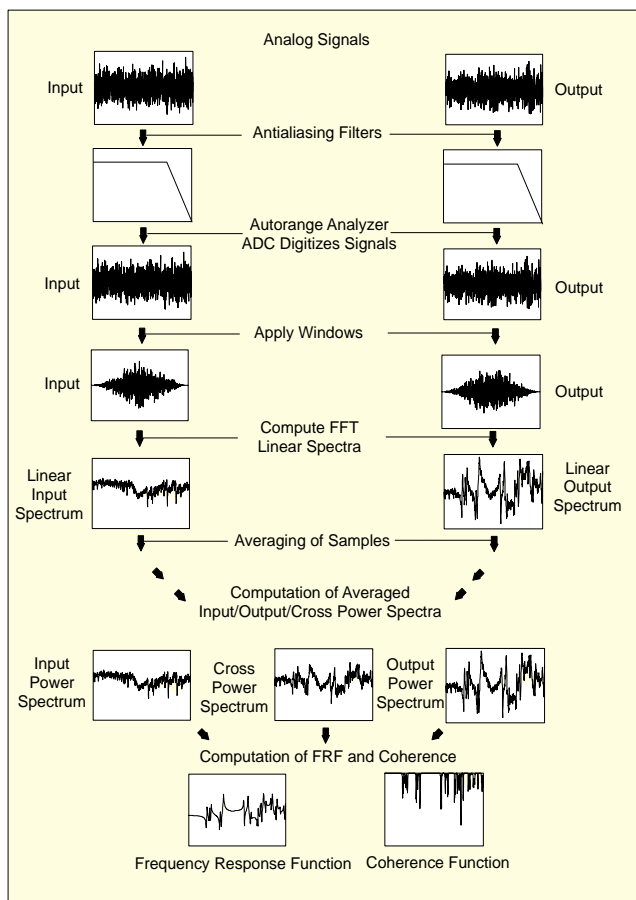 Analog Signals
Input
Output
Antialiasing Filters
Autorange Analyzer
ADC Digitizes Signals
Input
Output
Apply Windows
Input
Output
Compute FFT
Linear Spectra
Linear
Input
Spectrum
Linear
Output
Spectrum
Averaging of Samples
Computation of Averaged
Input/Output/Cross Power Spectra
Input
Power
Spectrum
Cross
Power
Spectrum
Output
Power
Spectrum
Computation of FRF and Coherence
Frequency Response Function
Coherence Function